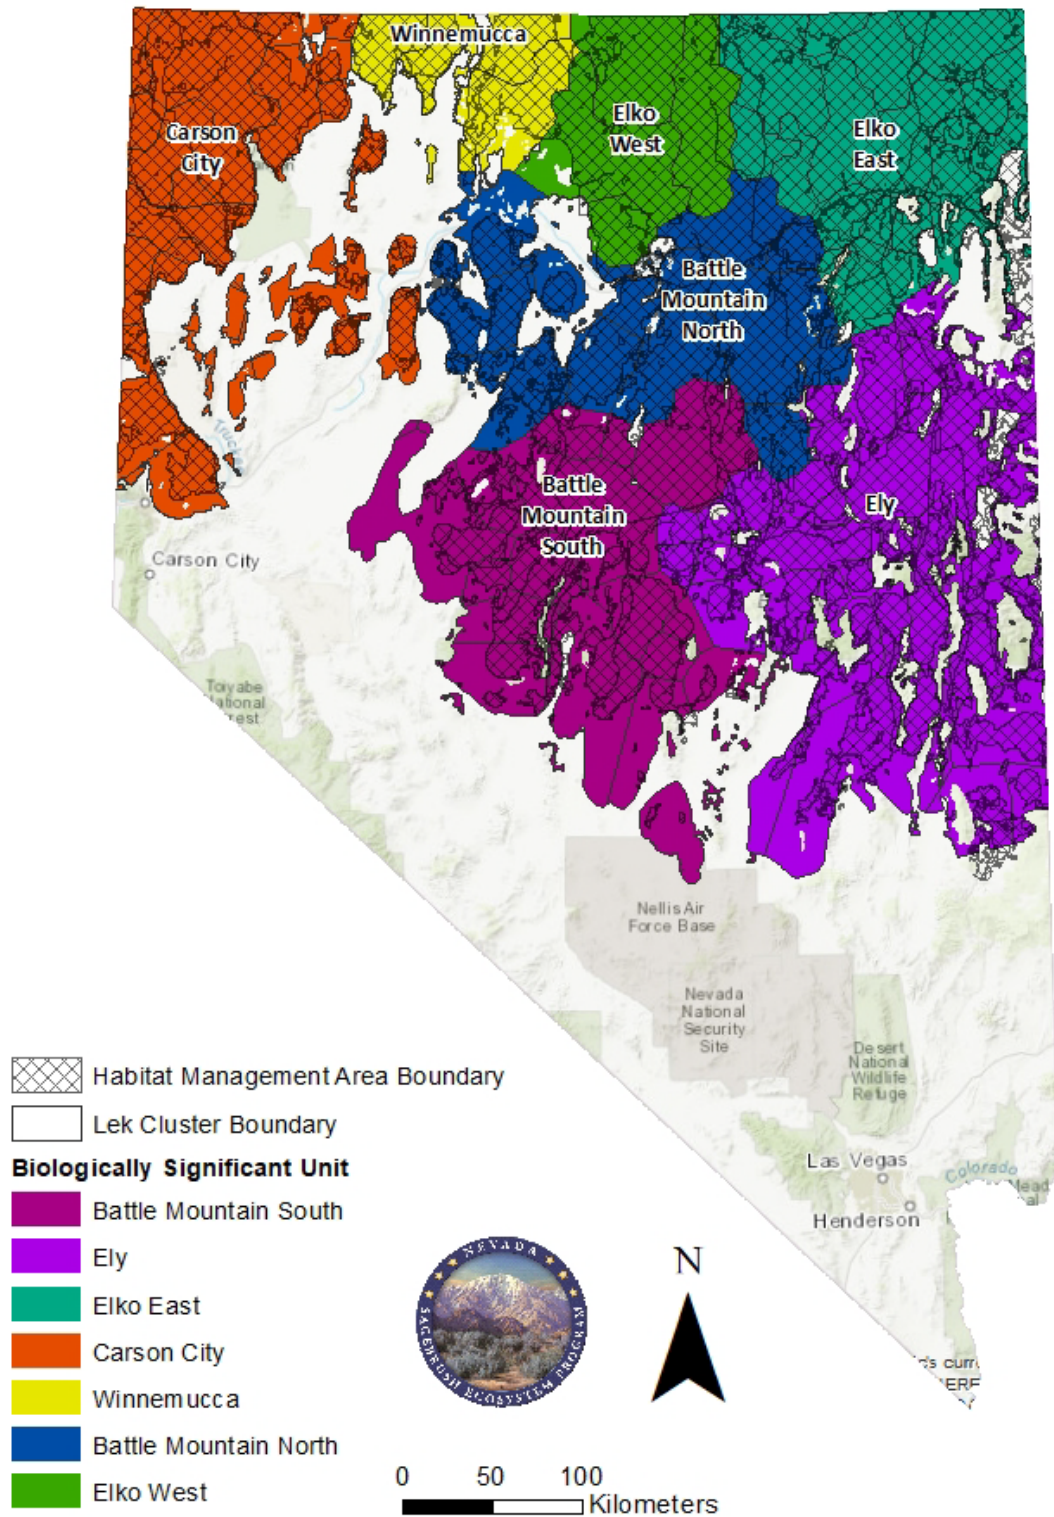 Winnemucca
Carson
City
Elko
West
Elko
East
Battle
Mountain
North
Battle
Mountain
South
Ely
Carson City
Nellis Air
Force Base
Nevada
National
Security
Site
Desert
National
Wildlife
Refuge
Las Vegas
Henderson
Colorado
Habitat Management Area Boundary
Lek Cluster Boundary
Biologically Significant Unit
Battle Mountain South
Ely
Elko East
Carson City
Winnemucca
Battle Mountain North
Elko West
NEVADA
SAGEBRUSH ECOSYSTEM PROGRAM
N
0 50 100
Kilometers